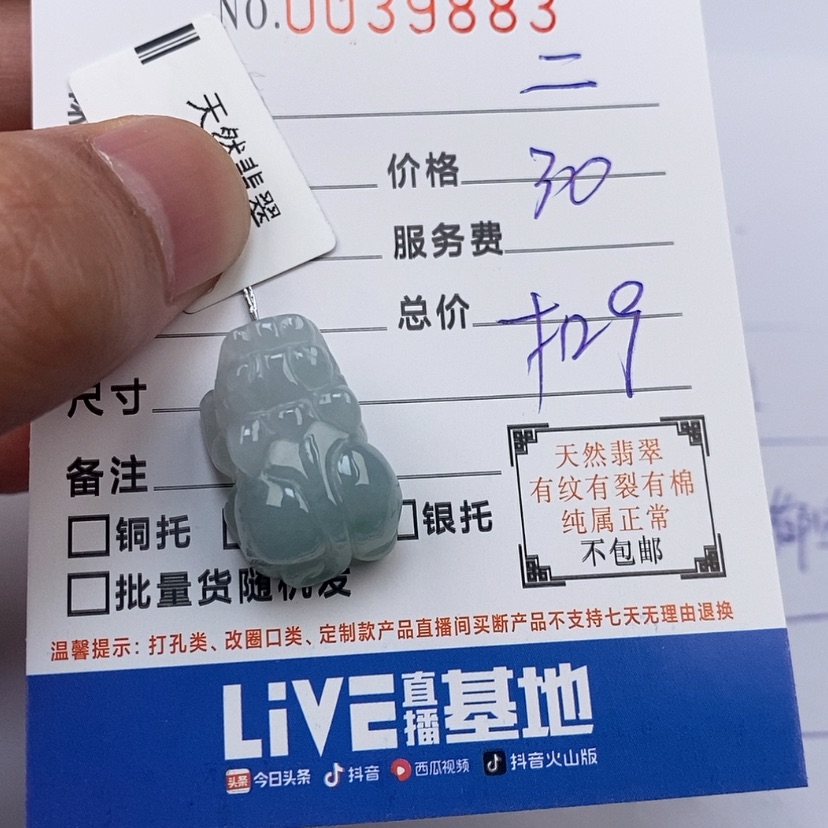 NO.0039883
天然翡翠
二
价格 30
服务费
总价 扣9
尺寸
备注
铜托 银托
批量货随机发
天然翡翠
有纹有裂有棉
纯属正常
不包邮
温馨提示：打孔类、改圈口类、定制款产品直播间买断产品不支持七天无理由退换
LiVE直播基地
头条 今日头条 抖音 西瓜视频 抖音火山版